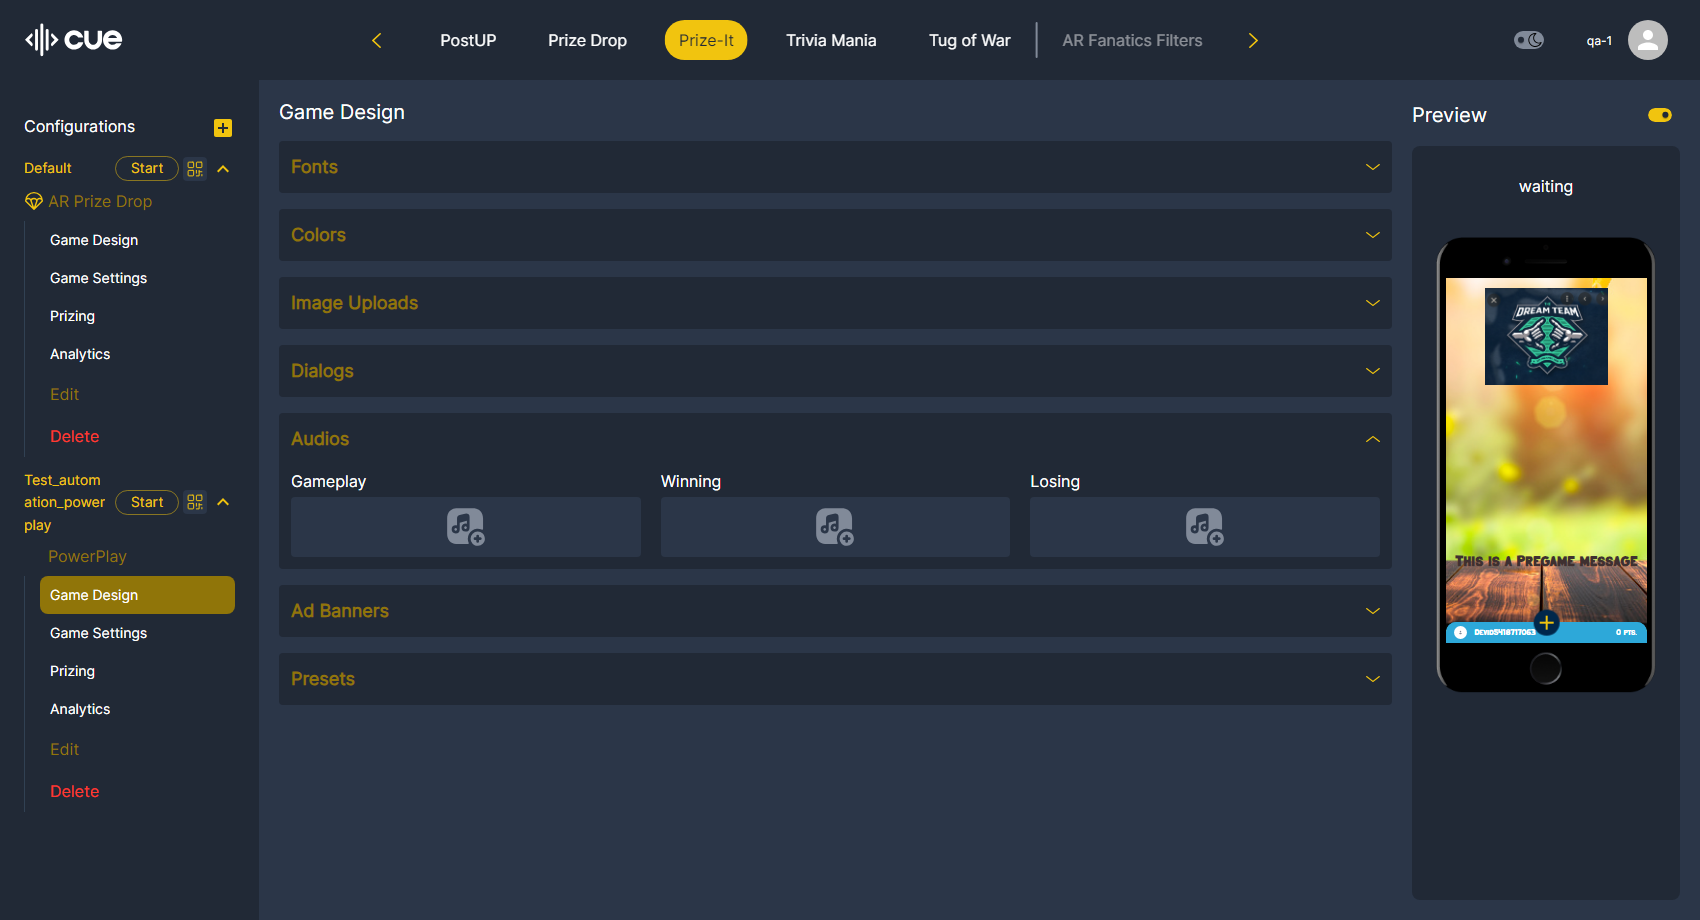 cue
PostUP
Prize Drop
Prize-It
Trivia Mania
Tug of War
AR Fanatics Filters
qa-1
Configurations
Default
Start
AR Prize Drop
Game Design
Game Settings
Prizing
Analytics
Edit
Delete
Test_autom
ation_power
play
Start
PowerPlay
Game Design
Game Settings
Prizing
Analytics
Edit
Delete
Game Design
Fonts
Colors
Image Uploads
Dialogs
Audios
Gameplay
Winning
Losing
Ad Banners
Presets
Preview
waiting
DREAM TEAM
This is a Pregame message
0 PTS.